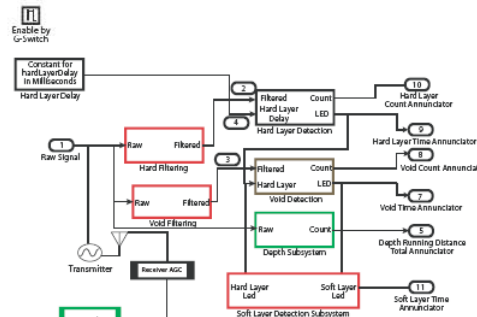 Enable by
G-Switch
Constant for
hardLayerDelay
in Milliseconds
Hard Layer Delay
2
Filtered
Count
Hard Layer
Delay
LED
4
Hard Layer Detection
10
Hard Layer
Count Annunciator
9
Hard Layer Time Annunciator
1
Raw Signal
Raw
Filtered
Hard Filtering
3
Filtered
Count
Hard Layer
LED
Void Detection
8
Void Count Annuncia
7
Void Time Annunciator
Raw
Filtered
Void Filtering
Raw
Count
Depth Subsystem
5
Depth Running Distance
Total Annunciator
Transmitter
Receiver AGC
Hard Layer
Led
Soft Layer
Led
Soft Layer Detection Subsystem
11
Soft Layer Time
Annunciator